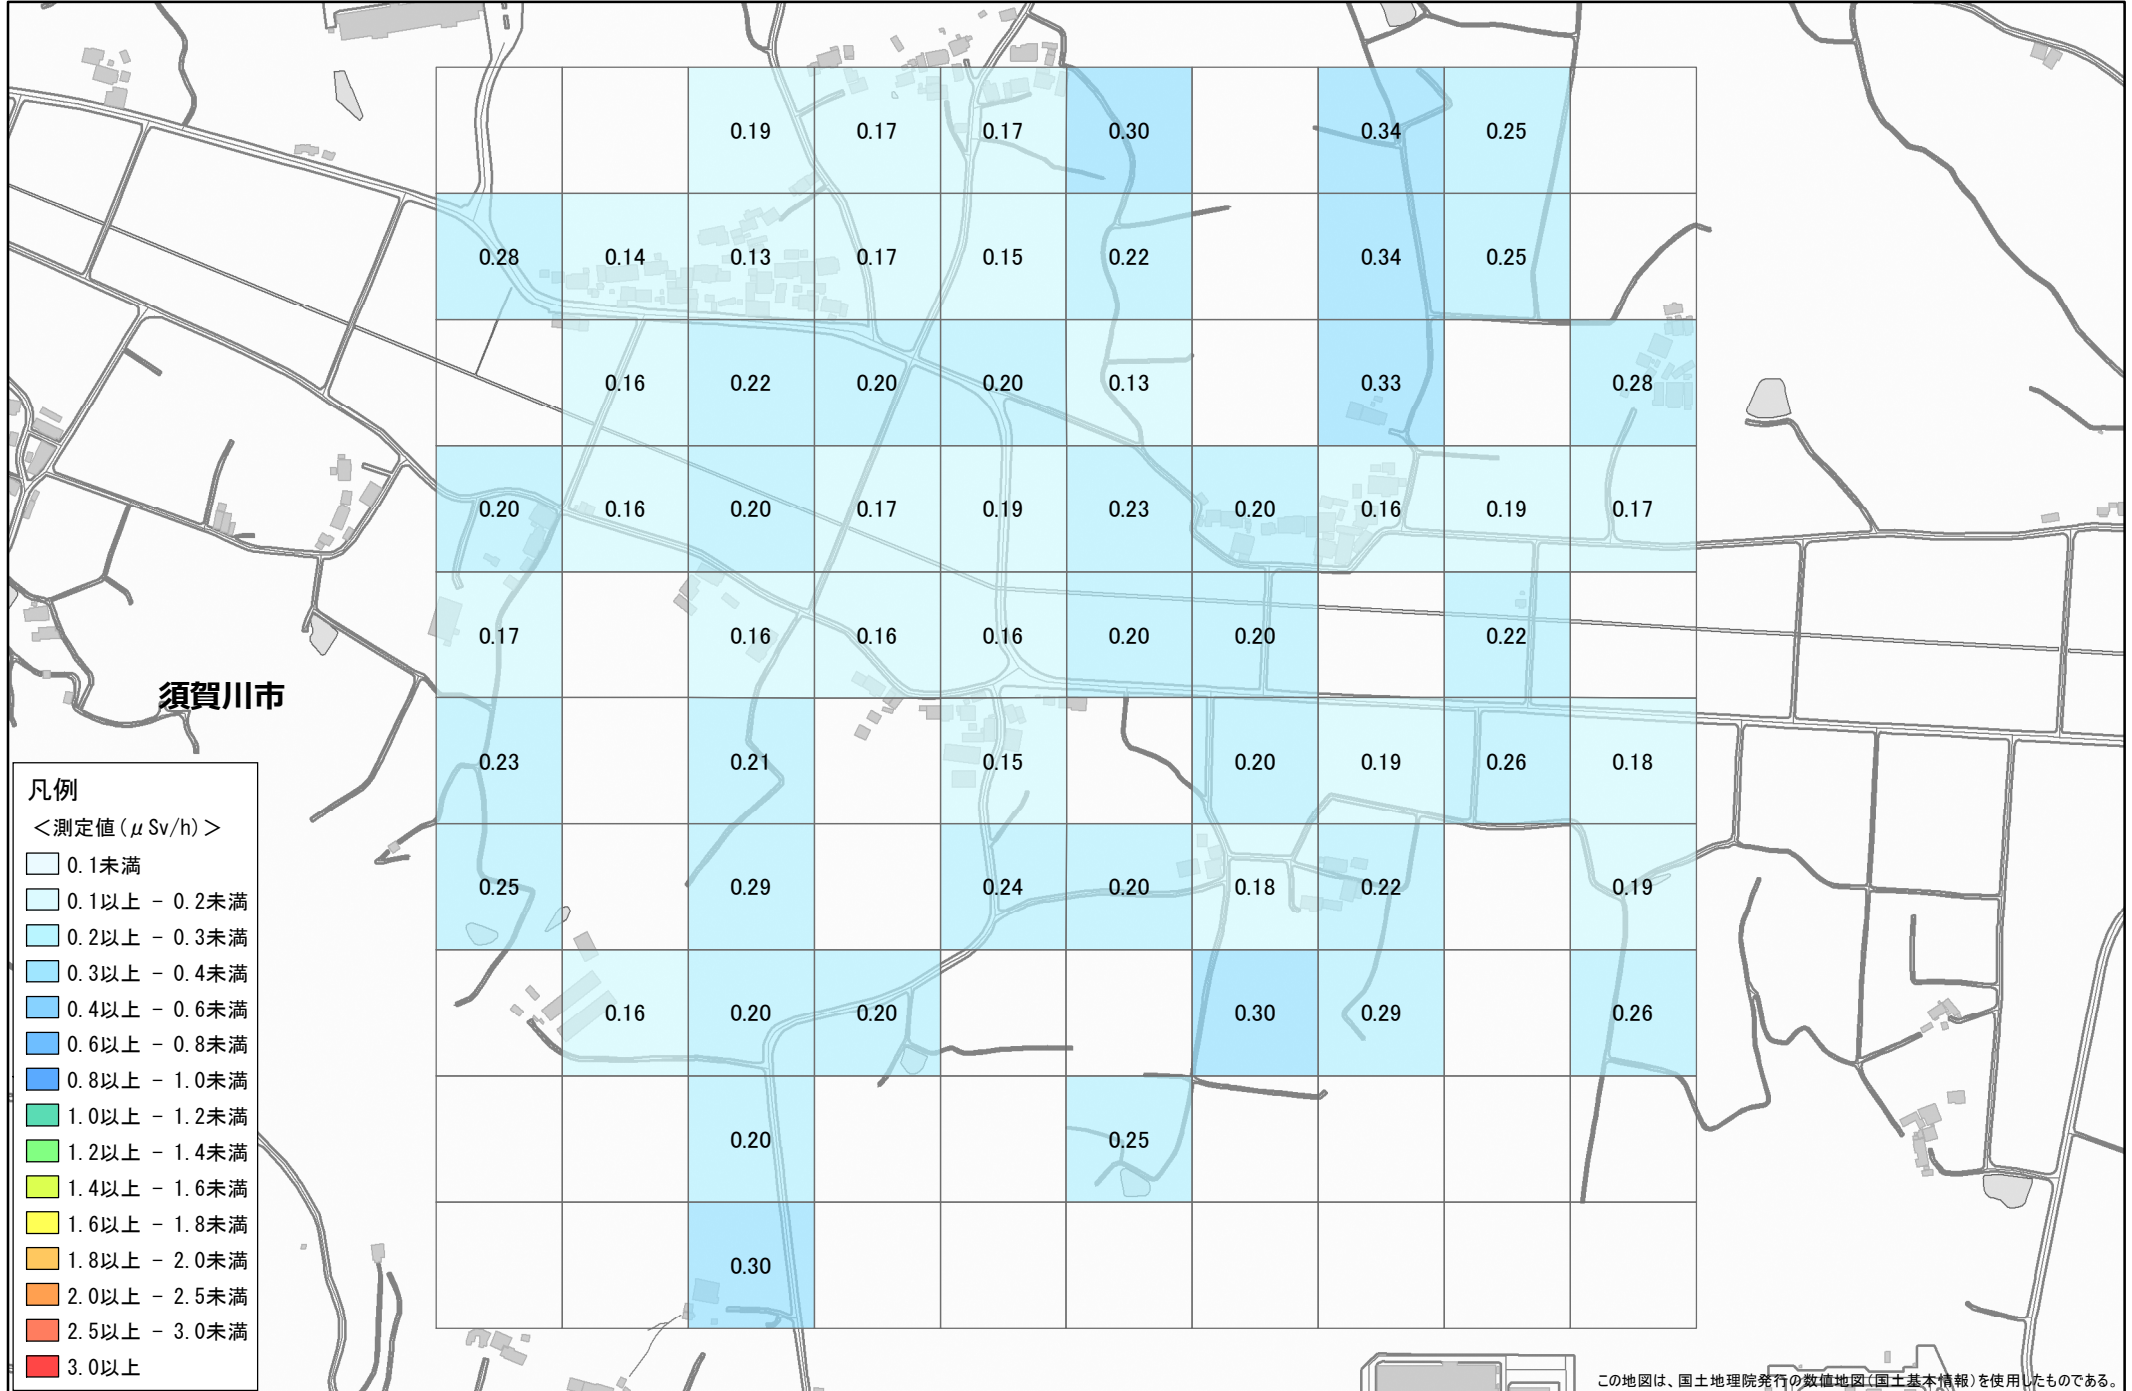 0.19 0.17 0.17 0.30 0.34 0.25
0.28 0.14 0.13 0.17 0.15 0.22 0.34 0.25
0.16 0.22 0.20 0.20 0.13 0.33 0.28
0.20 0.16 0.20 0.17 0.19 0.23 0.20 0.16 0.19 0.17
0.17 0.16 0.16 0.16 0.20 0.20 0.22
須賀川市
0.23 0.21 0.15 0.20 0.19 0.26 0.18
0.25 0.29 0.24 0.20 0.18 0.22 0.19
0.16 0.20 0.20 0.30 0.29 0.26
0.20 0.25
0.30
凡例
＜測定値(μSv/h)＞
0.1未満
0.1以上 - 0.2未満
0.2以上 - 0.3未満
0.3以上 - 0.4未満
0.4以上 - 0.6未満
0.6以上 - 0.8未満
0.8以上 - 1.0未満
1.0以上 - 1.2未満
1.2以上 - 1.4未満
1.4以上 - 1.6未満
1.6以上 - 1.8未満
1.8以上 - 2.0未満
2.0以上 - 2.5未満
2.5以上 - 3.0未満
3.0以上
この地図は、国土地理院発行の数値地図(国土基本情報)を使用したものである。